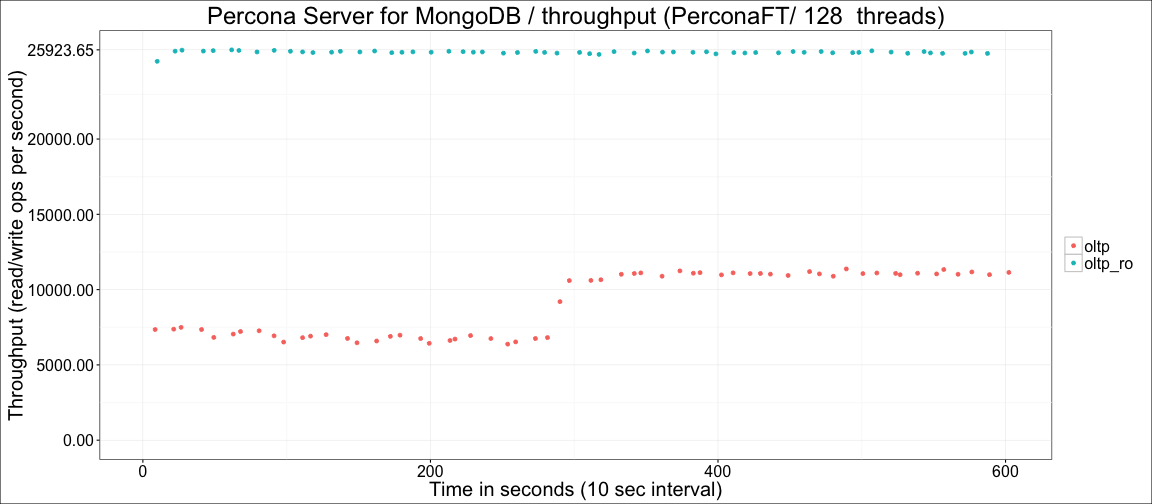 Percona Server for MongoDB / throughput (PerconaFT/ 128  threads)
Throughput (read/write ops per second)
25923.65
20000.00
15000.00
10000.00
5000.00
0.00
0 200 400 600
Time in seconds (10 sec interval)
oltp
oltp_ro